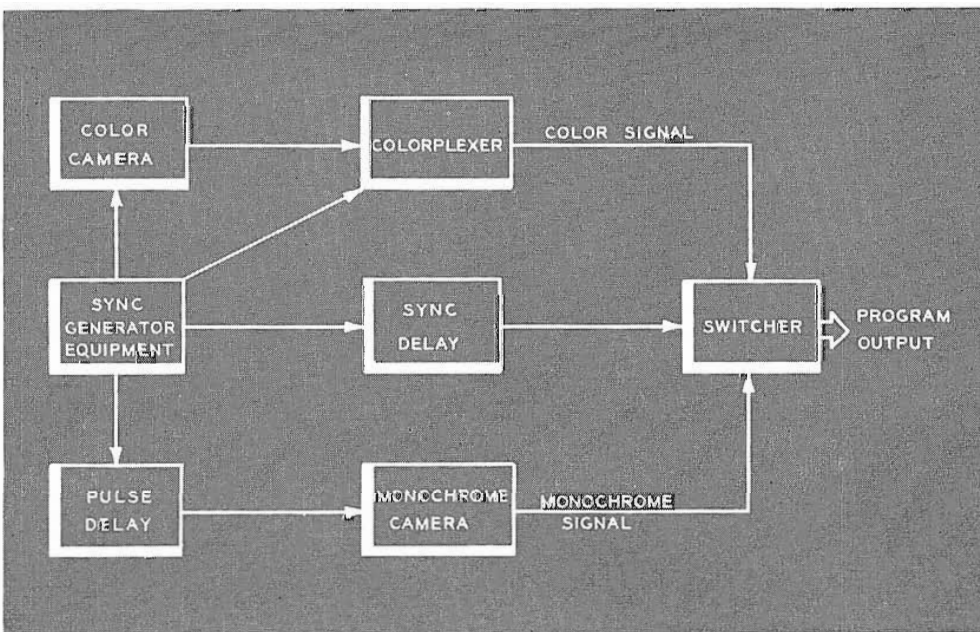 COLOR
CAMERA
COLORPLEXER
COLOR SIGNAL
SYNC
GENERATOR
EQUIPMENT
SYNC
DELAY
SWITCHER
PROGRAM
OUTPUT
PULSE
DELAY
MONOCHROME
CAMERA
MONOCHROME
SIGNAL